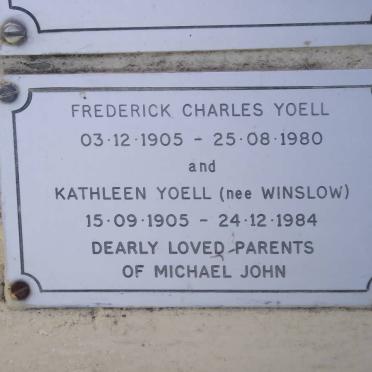 FREDERICK CHARLES YOELL
03·12·1905 - 25·08·1980
and
KATHLEEN YOELL (nee WINSLOW)
15·09·1905 - 24·12·1984
DEARLY LOVED PARENTS
OF MICHAEL JOHN